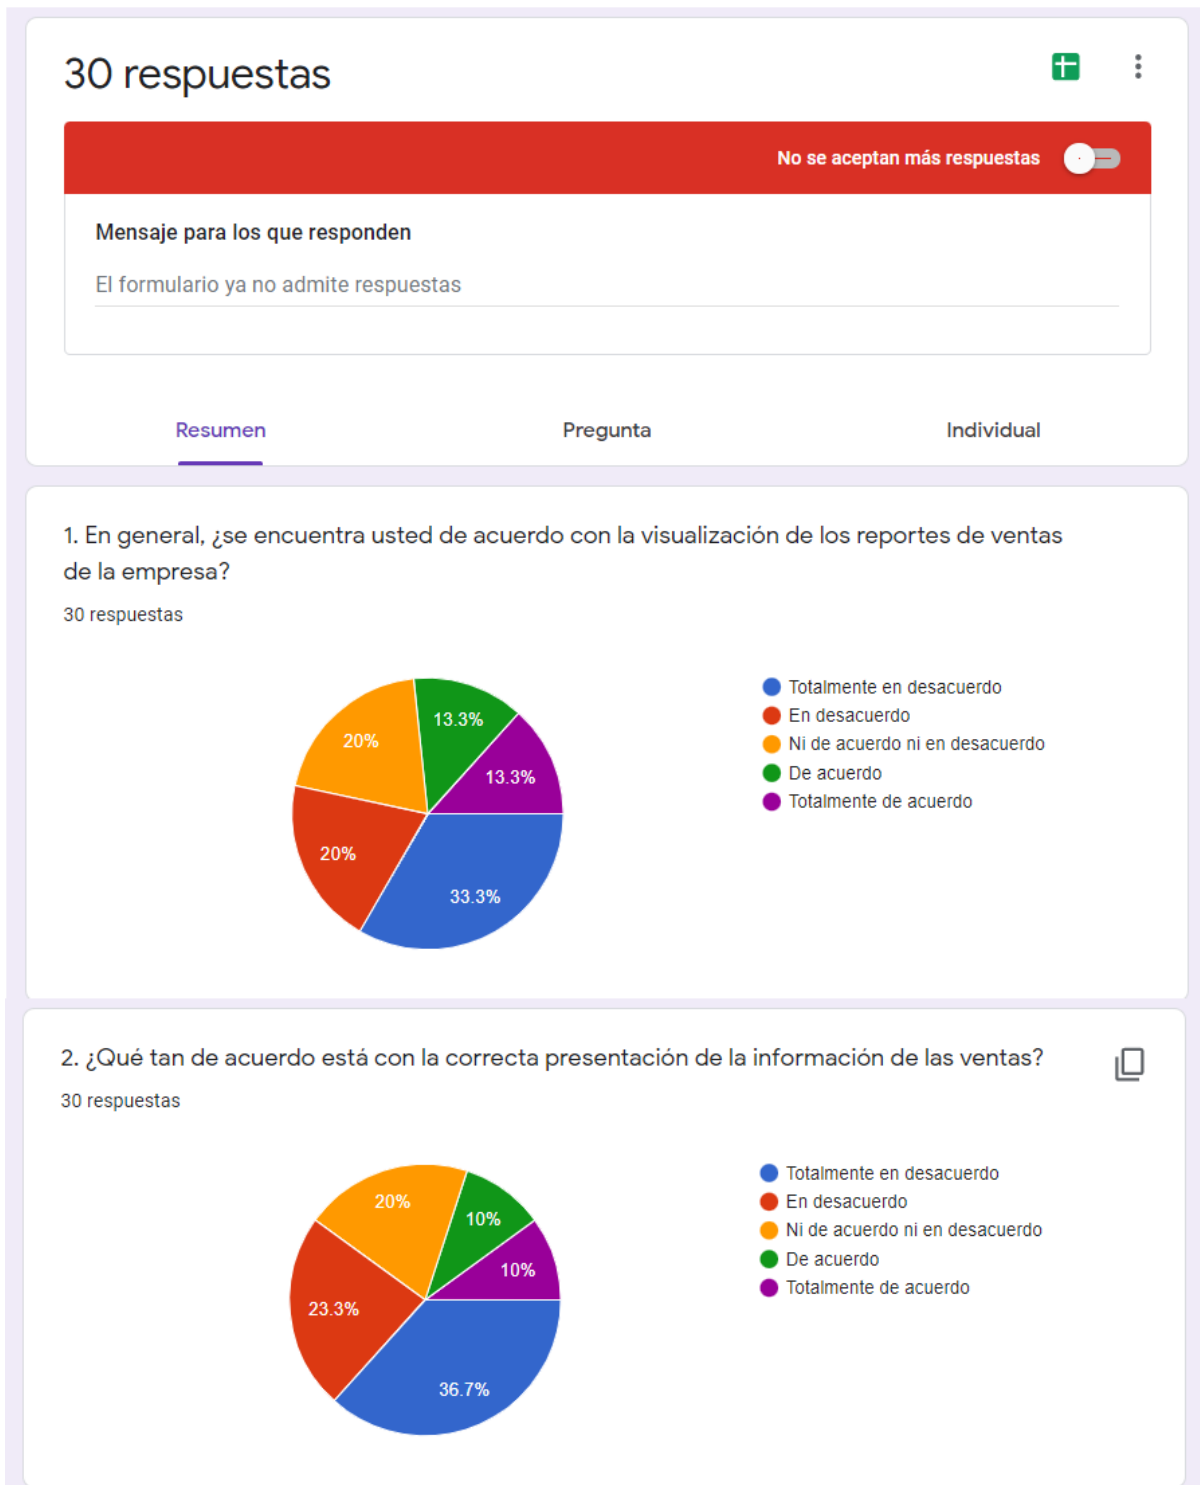 30 respuestas
No se aceptan más respuestas
Mensaje para los que responden
El formulario ya no admite respuestas
Resumen
Pregunta
Individual
1. En general, ¿se encuentra usted de acuerdo con la visualización de los reportes de ventas
de la empresa?
30 respuestas
13.3%
20%
13.3%
20%
33.3%
Totalmente en desacuerdo
En desacuerdo
Ni de acuerdo ni en desacuerdo
De acuerdo
Totalmente de acuerdo
2. ¿Qué tan de acuerdo está con la correcta presentación de la información de las ventas?
30 respuestas
20%
10%
10%
23.3%
36.7%
Totalmente en desacuerdo
En desacuerdo
Ni de acuerdo ni en desacuerdo
De acuerdo
Totalmente de acuerdo